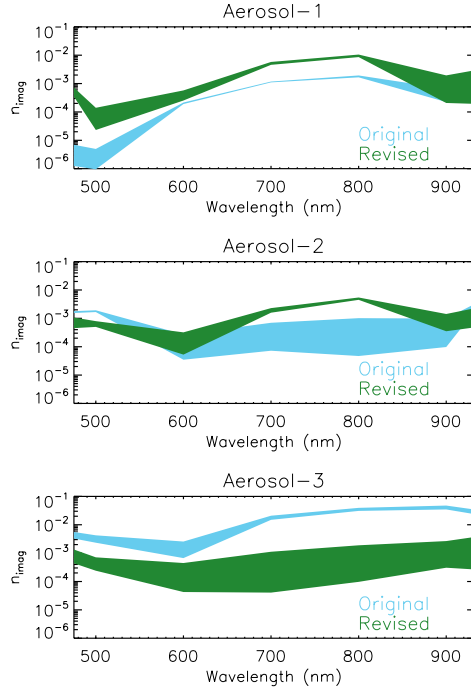 Aerosol-1
10⁻¹
10⁻²
10⁻³
10⁻⁴
10⁻⁵
10⁻⁶
n_imag
Original
Revised
500 600 700 800 900
Wavelength (nm)
Aerosol-2
10⁻¹
10⁻²
10⁻³
10⁻⁴
10⁻⁵
10⁻⁶
n_imag
Original
Revised
500 600 700 800 900
Wavelength (nm)
Aerosol-3
10⁻¹
10⁻²
10⁻³
10⁻⁴
10⁻⁵
10⁻⁶
n_imag
Original
Revised
500 600 700 800 900
Wavelength (nm)